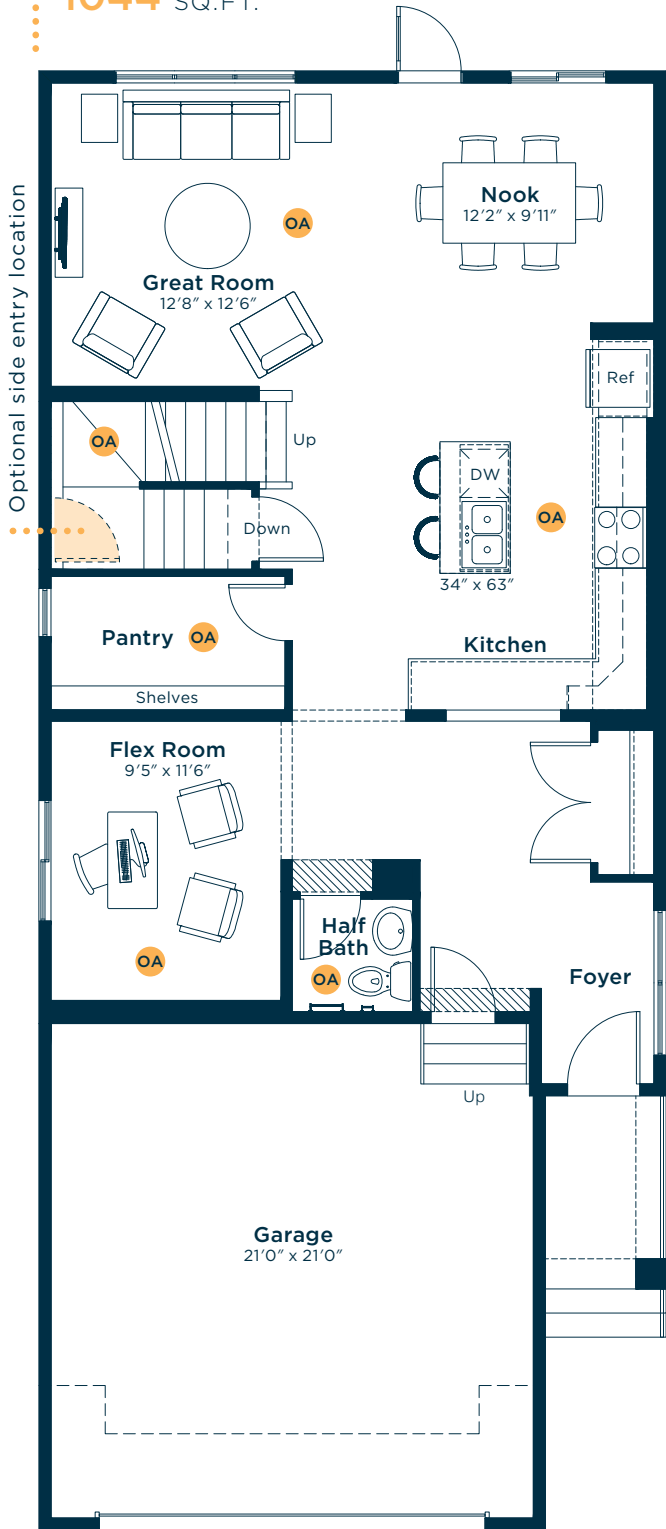 1044 SQ.FT.
Optional side entry location
Nook
12'2" x 9'11"
OA
Great Room
12'8" x 12'6"
Ref
OA
Up
DW
OA
Down
34" x 63"
Pantry OA
Kitchen
Shelves
Flex Room
9'5" x 11'6"
Half
Bath
OA
OA
Foyer
Up
Garage
21'0" x 21'0"